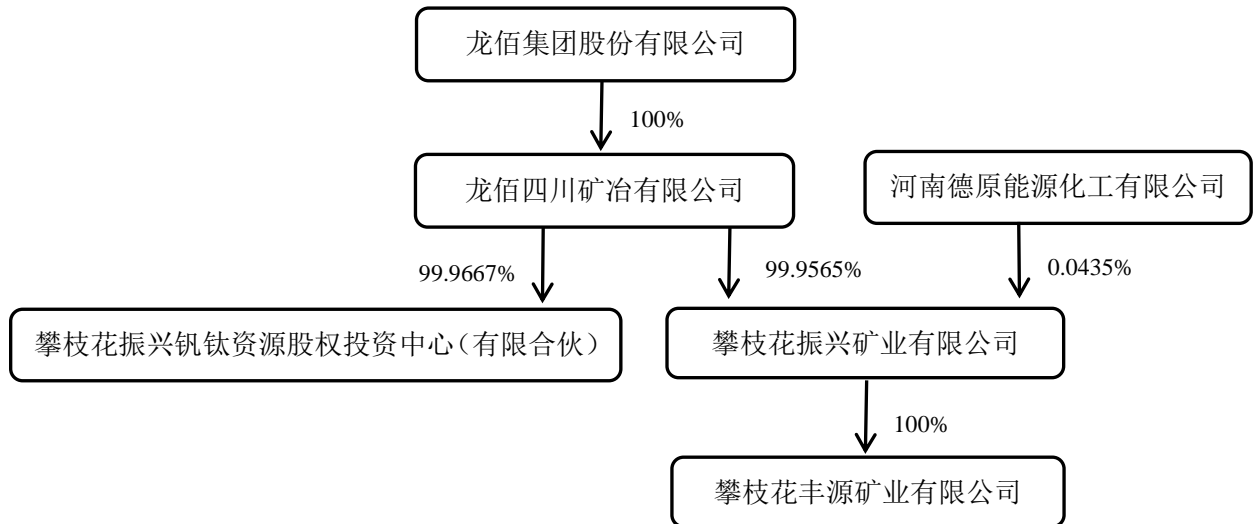 龙佰集团股份有限公司
100%
龙佰四川矿冶有限公司
河南德原能源化工有限公司
99.9667%
99.9565%
0.0435%
攀枝花振兴钒钛资源股权投资中心（有限合伙）
攀枝花振兴矿业有限公司
100%
攀枝花丰源矿业有限公司